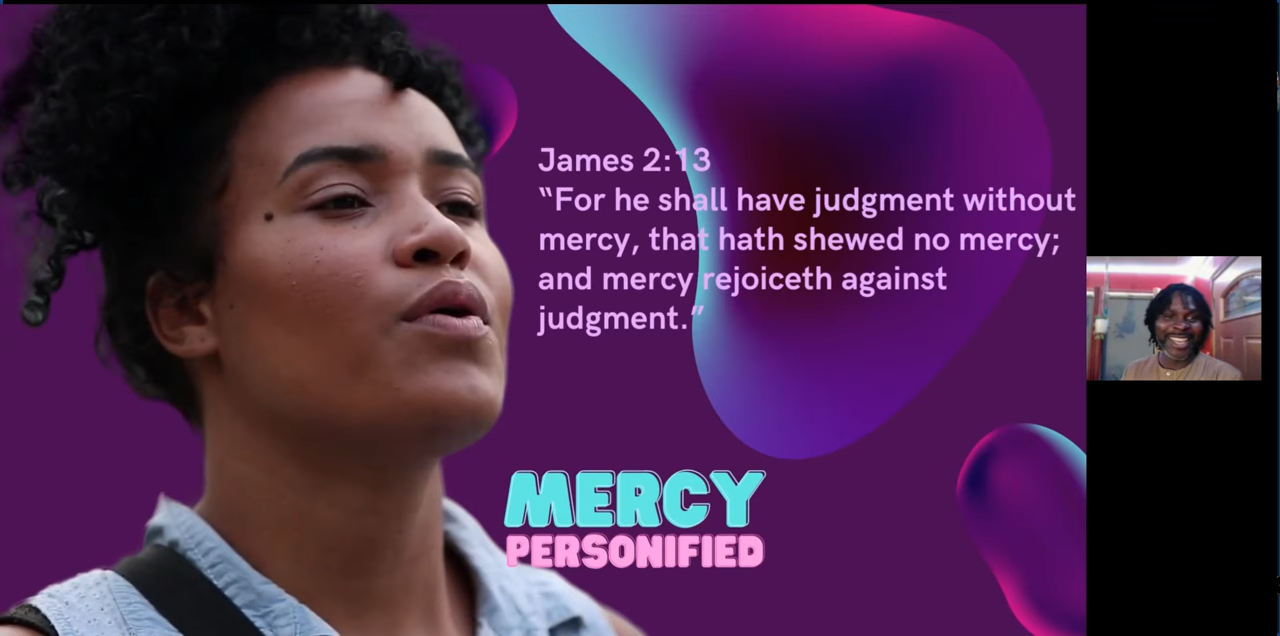 James 2:13
“For he shall have judgment without
mercy, that hath shewed no mercy;
and mercy rejoiceth against
judgment.”
MERCY
PERSONIFIED